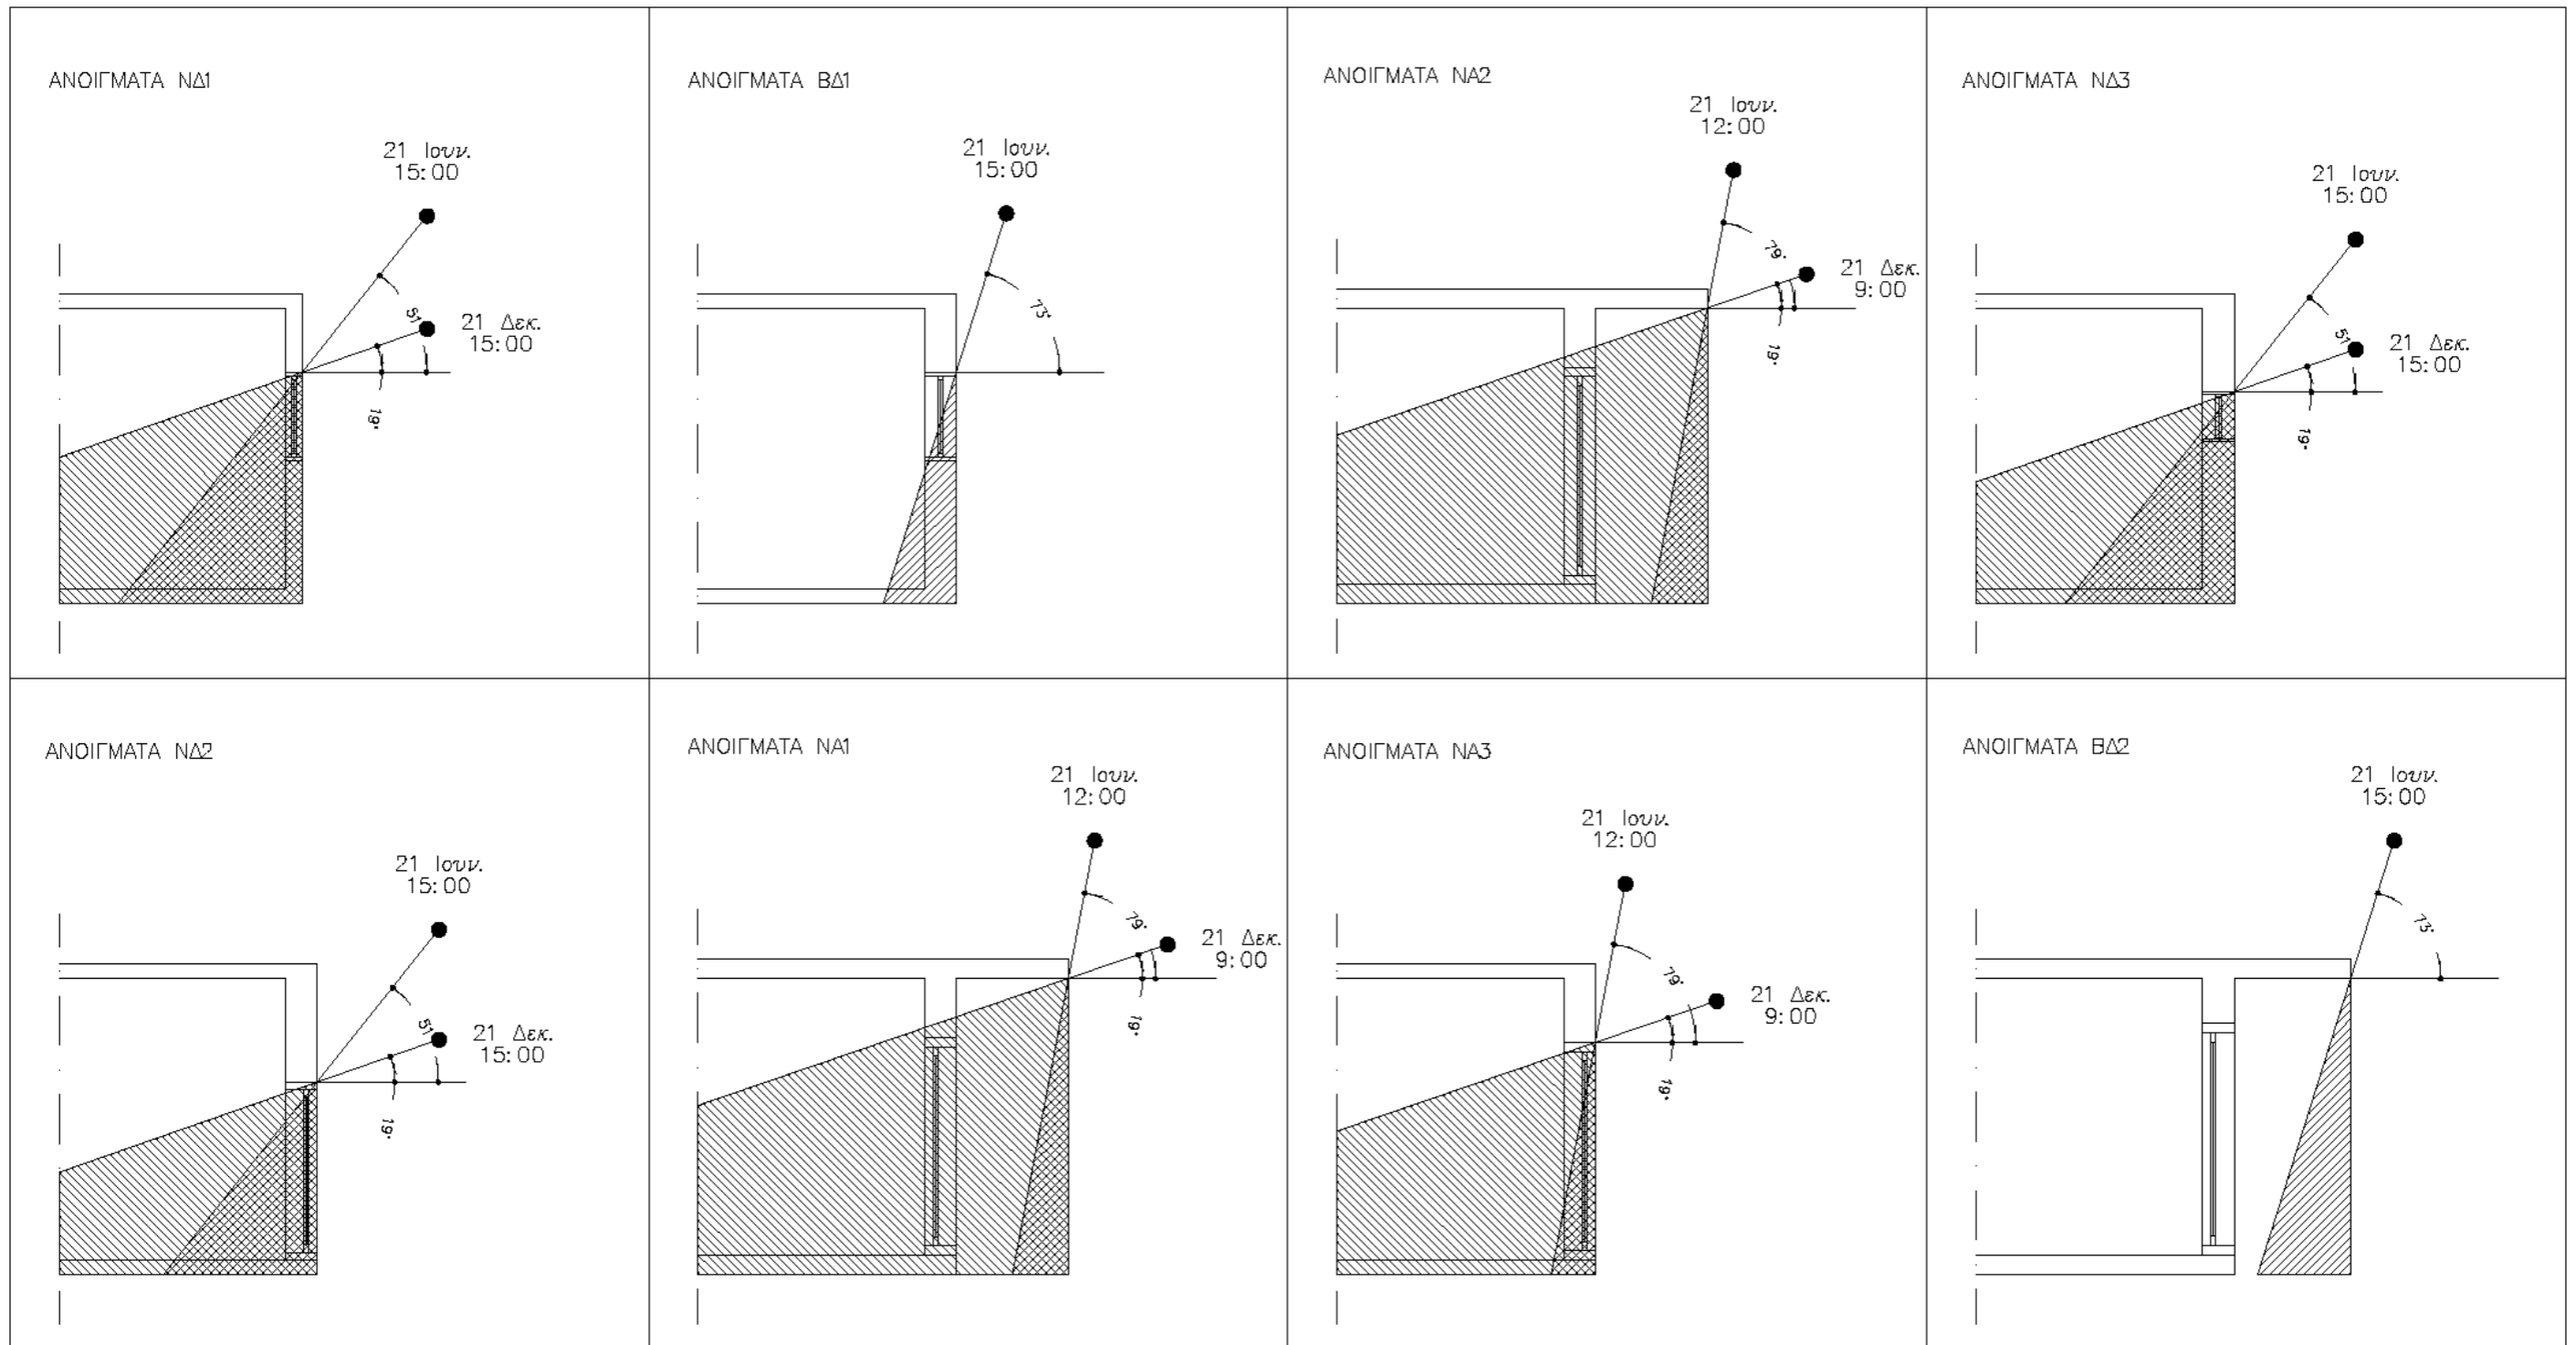 ΑΝΟΙΓΜΑΤΑ ΝΔ1
21 Ιουν.
15:00
51
21 Δεκ.
15:00
19°
ΑΝΟΙΓΜΑΤΑ ΒΔ1
21 Ιουν.
15:00
73°
ΑΝΟΙΓΜΑΤΑ ΝΑ2
21 Ιουν.
12:00
79°
21 Δεκ.
9:00
19°
ΑΝΟΙΓΜΑΤΑ ΝΔ3
21 Ιουν.
15:00
51°
21 Δεκ.
15:00
19°
ΑΝΟΙΓΜΑΤΑ ΝΔ2
21 Ιουν.
15:00
51
21 Δεκ.
15:00
19°
ΑΝΟΙΓΜΑΤΑ ΝΑ1
21 Ιουν.
12:00
79°
21 Δεκ.
9:00
19°
ΑΝΟΙΓΜΑΤΑ ΝΑ3
21 Ιουν.
12:00
79°
21 Δεκ.
9:00
19°
ΑΝΟΙΓΜΑΤΑ ΒΔ2
21 Ιουν.
15:00
73°